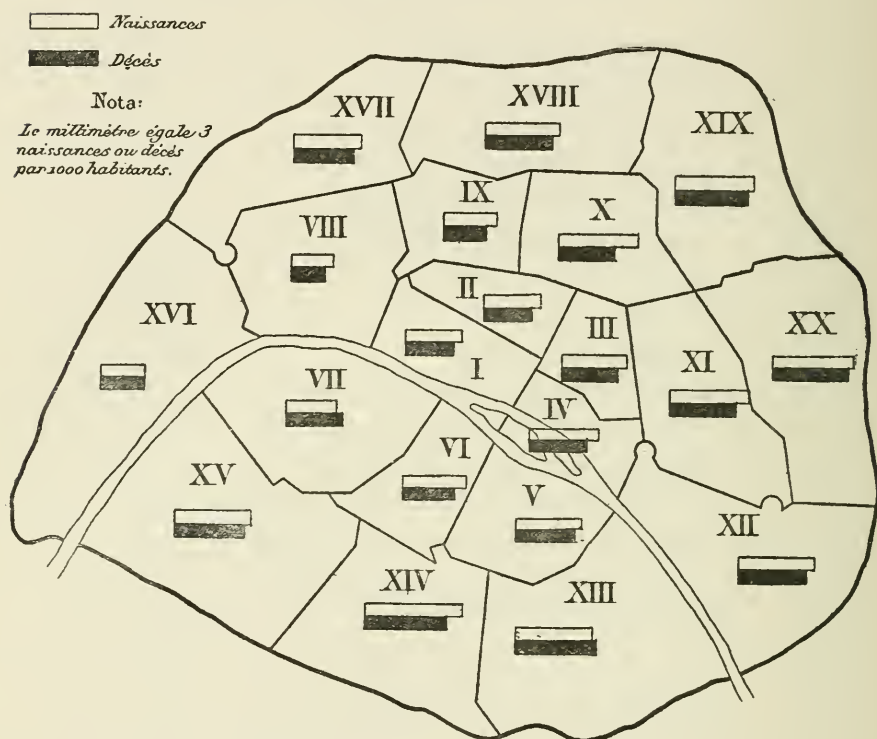 Naissances
Décès
Nota:
Le millimètre égale 3
naissances ou décès
par 1000 habitants.
XVII
XVIII
XIX
IX
X
VIII
II
XVI
III
XX
I
XI
VII
IV
VI
XV
V
XII
XIV
XIII